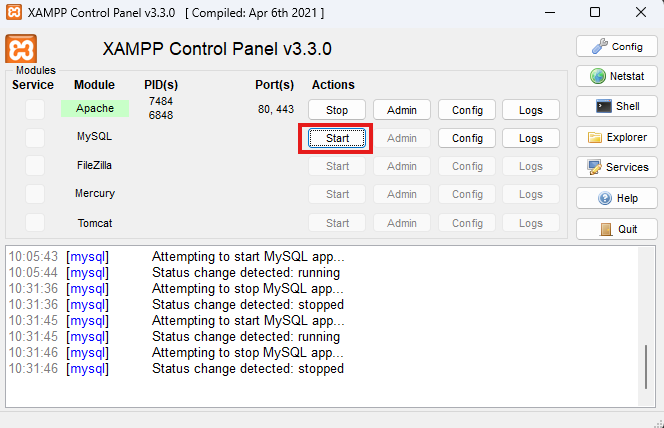 XAMPP Control Panel v3.3.0 [ Compiled: Apr 6th 2021 ]
XAMPP Control Panel v3.3.0
Config
Modules
Service Module PID(s) Port(s) Actions
Netstat
Apache 7484 6848 80, 443 Stop Admin Config Logs
Shell
MySQL Start Admin Config Logs
Explorer
FileZilla Start Admin Config Logs
Services
Mercury Start Admin Config Logs
Help
Tomcat Start Admin Config Logs
Quit
10:05:43 [mysql] Attempting to start MySQL app...
10:05:44 [mysql] Status change detected: running
10:31:36 [mysql] Attempting to stop MySQL app...
10:31:36 [mysql] Status change detected: stopped
10:31:45 [mysql] Attempting to start MySQL app...
10:31:45 [mysql] Status change detected: running
10:31:46 [mysql] Attempting to stop MySQL app...
10:31:46 [mysql] Status change detected: stopped